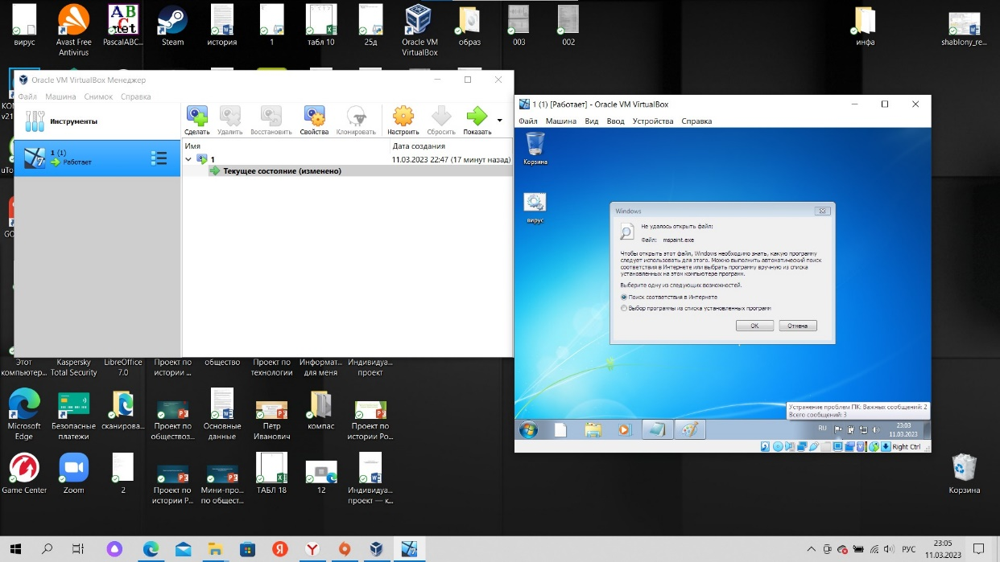 вирус
Avast Free
Antivirus
PascalABC...
Steam
история
1
табл 10
25д
Oracle VM
VirtualBox
образ
003
002
инфа
shablony_re...
Oracle VM VirtualBox Менеджер
Файл Машина Снимок Справка
Инструменты
Сделать Удалить Восстановить Свойства Клонировать Настроить Сбросить Показать
1 (1)
Работает
Имя Дата создания
1 11.03.2023 22:47 (17 минут назад)
Текущее состояние (изменено)
1 (1) [Работает] - Oracle VM VirtualBox
Файл Машина Вид Ввод Устройства Справка
Корзина
вирус
Windows
Не удалось открыть файл:
Файл: mspaint.exe
Чтобы открыть этот файл, Windows необходимо знать, какую программу
следует использовать для этого. Можно выполнить автоматический поиск
соответствия в Интернете или выбрать программу вручную из списка
установленных на этом компьютере программ.
Выберите одну из следующих возможностей.
Поиск соответствия в Интернете
Выбор программы из списка установленных программ
ОК Отмена
Устранение проблем ПК: Важных сообщений: 2
Всего сообщений: 3
RU
23:03
11.03.2023
Right Ctrl
Этот
компьютер...
Kaspersky
Total Security
LibreOffice
7.0
Проект по
истории ...
общество
Проект по
технологии
Информат...
для меня
Индивидуа...
проект
Microsoft
Edge
Безопасные
платежи
сканирова...
Проект по
обществоз...
Основные
данные
Петр
Иванович
компас
Проект по
истории Ро...
Game Center
Zoom
2
Проект по
истории Р...
Мини-про...
по общест...
ТАБЛ 18
12
Индивидуа...
проект — к...
Корзина
РУС
23:05
11.03.2023